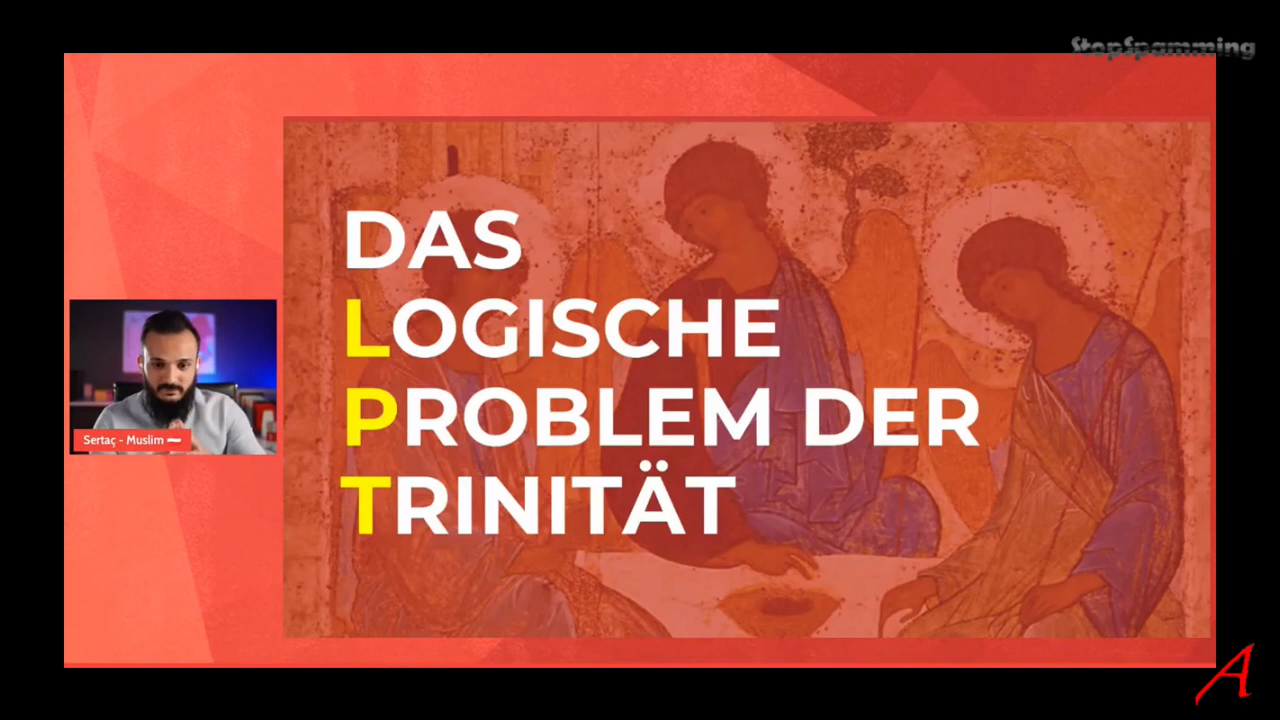 StopSpamming
DAS
LOGISCHE
PROBLEM DER
TRINITÄT
Sertaç - Muslim
A